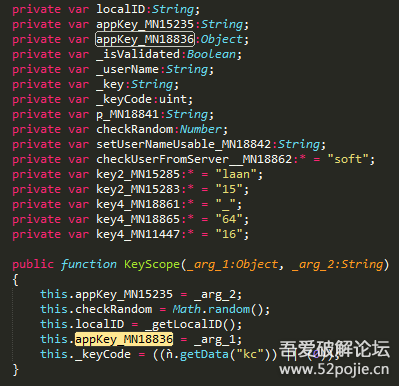 private var localID:String;
private var appKey_MN15235:String;
private var appKey_MN18836:Object;
private var _isValidated:Boolean;
private var _userName:String;
private var _key:String;
private var _keyCode:uint;
private var p_MN18841:String;
private var checkRandom:Number;
private var setUserNameUsable_MN18842:String;
private var checkUserFromServer__MN18862:* = "soft";
private var key2_MN15285:* = "laan";
private var key2_MN15283:* = "15";
private var key4_MN18861:* = "_";
private var key4_MN18865:* = "64";
private var key4_MN11447:* = "16";
public function KeyScope(_arg_1:Object, _arg_2:String)
{
this.appKey_MN15235 = _arg_2;
this.checkRandom = Math.random();
this.localID = _getLocalID();
this.appKey_MN18836 = _arg_1;
this._keyCode = ((ñ.getData("kc")) ||
}
吾爱破解论坛
www.52pojie.cn